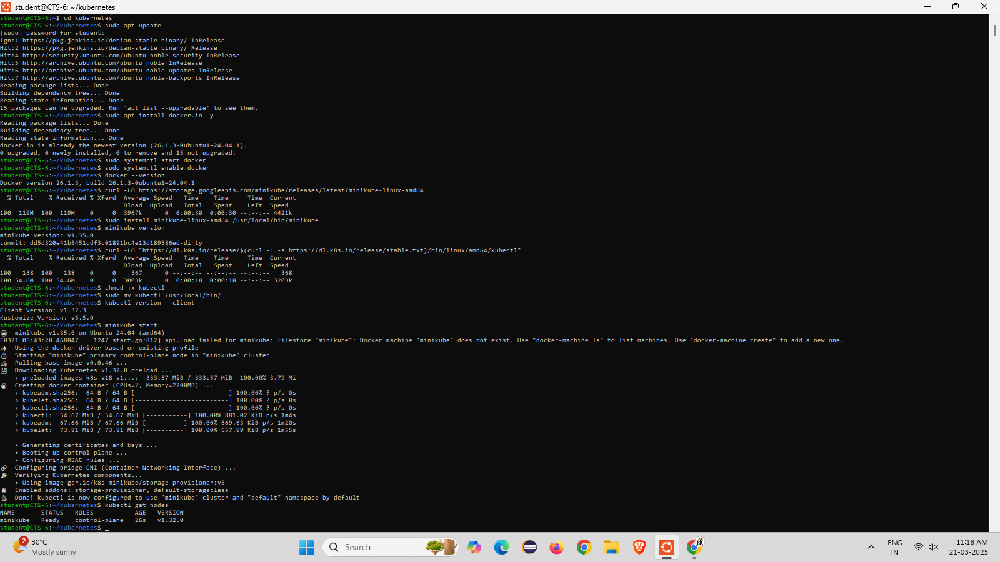 student@CTS-6: ~/kubernetes
student@CTS-6:~$ cd kubernetes
student@CTS-6:~/kubernetes$ sudo apt update
[sudo] password for student:
Ign:1 https://pkg.jenkins.io/debian-stable binary/ InRelease
Hit:2 https://pkg.jenkins.io/debian-stable binary/ Release
Hit:4 http://security.ubuntu.com/ubuntu noble-security InRelease
Hit:5 http://archive.ubuntu.com/ubuntu noble InRelease
Hit:6 http://archive.ubuntu.com/ubuntu noble-updates InRelease
Hit:7 http://archive.ubuntu.com/ubuntu noble-backports InRelease
Reading package lists... Done
Building dependency tree... Done
Reading state information... Done
15 packages can be upgraded. Run 'apt list --upgradable' to see them.
student@CTS-6:~/kubernetes$ sudo apt install docker.io -y
Reading package lists... Done
Building dependency tree... Done
Reading state information... Done
docker.io is already the newest version (26.1.3-0ubuntu1~24.04.1).
0 upgraded, 0 newly installed, 0 to remove and 15 not upgraded.
student@CTS-6:~/kubernetes$ sudo systemctl start docker
student@CTS-6:~/kubernetes$ sudo systemctl enable docker
student@CTS-6:~/kubernetes$ docker --version
Docker version 26.1.3, build 26.1.3-0ubuntu1~24.04.1
student@CTS-6:~/kubernetes$ curl -LO https://storage.googleapis.com/minikube/releases/latest/minikube-linux-amd64
% Total % Received % Xferd Average Speed Time Time Time Current
Dload Upload Total Spent Left Speed
100 119M 100 119M 0 0 3967k 0 0:00:30 0:00:30 --:--:-- 4421k
student@CTS-6:~/kubernetes$ sudo install minikube-linux-amd64 /usr/local/bin/minikube
student@CTS-6:~/kubernetes$ minikube version
minikube version: v1.35.0
commit: dd5d320e41b5451cdf3c01891bc4e13d189586ed-dirty
student@CTS-6:~/kubernetes$ curl -LO "https://dl.k8s.io/release/$(curl -L -s https://dl.k8s.io/release/stable.txt)/bin/linux/amd64/kubectl"
% Total % Received % Xferd Average Speed Time Time Time Current
Dload Upload Total Spent Left Speed
100 138 100 138 0 0 367 0 --:--:-- --:--:-- --:--:-- 368
100 54.6M 100 54.6M 0 0 3003k 0 0:00:18 0:00:18 --:--:-- 3203k
student@CTS-6:~/kubernetes$ chmod +x kubectl
student@CTS-6:~/kubernetes$ sudo mv kubectl /usr/local/bin/
student@CTS-6:~/kubernetes$ kubectl version --client
Client Version: v1.32.3
Kustomize Version: v5.5.0
student@CTS-6:~/kubernetes$ minikube start
minikube v1.35.0 on Ubuntu 24.04 (amd64)
E0321 05:43:20.468847 1247 start.go:812] api.Load failed for minikube: filestore "minikube": Docker machine "minikube" does not exist. Use "docker-machine ls" to list machines. Use "docker-machine create" to add a new one.
Using the docker driver based on existing profile
Starting "minikube" primary control-plane node in "minikube" cluster
Pulling base image v0.0.46 ...
Downloading Kubernetes v1.32.0 preload ...
> preloaded-images-k8s-v18-v1...: 333.57 MiB / 333.57 MiB 100.00% 3.79 Mi
Creating docker container (CPUs=2, Memory=2200MB) ...
> kubeadm.sha256: 64 B / 64 B [-------------------------] 100.00% ? p/s 0s
> kubelet.sha256: 64 B / 64 B [-------------------------] 100.00% ? p/s 0s
> kubectl.sha256: 64 B / 64 B [-------------------------] 100.00% ? p/s 0s
> kubectl: 54.67 MiB / 54.67 MiB [-----------] 100.00% 881.02 KiB p/s 1m4s
> kubeadm: 67.66 MiB / 67.66 MiB [----------] 100.00% 869.63 KiB p/s 1m20s
> kubelet: 73.81 MiB / 73.81 MiB [----------] 100.00% 657.99 KiB p/s 1m55s
▪ Generating certificates and keys ...
▪ Booting up control plane ...
▪ Configuring RBAC rules ...
Configuring bridge CNI (Container Networking Interface) ...
Verifying Kubernetes components...
▪ Using image gcr.io/k8s-minikube/storage-provisioner:v5
Enabled addons: storage-provisioner, default-storageclass
Done! kubectl is now configured to use "minikube" cluster and "default" namespace by default
student@CTS-6:~/kubernetes$ kubectl get nodes
NAME STATUS ROLES AGE VERSION
minikube Ready control-plane 26s v1.32.0
student@CTS-6:~/kubernetes$
2
30°C
Mostly sunny
Search
SK
ENG
IN
11:18 AM
21-03-2025